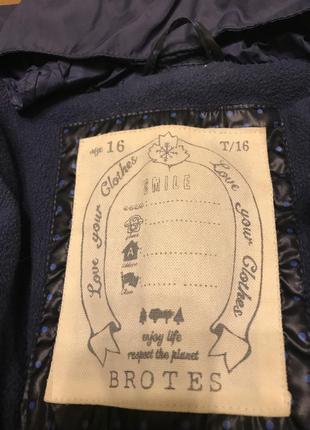 age 16 T/16
Love your Clothes
Love your Clothes
SMILE
enjoy life
respect the planet
BROTES